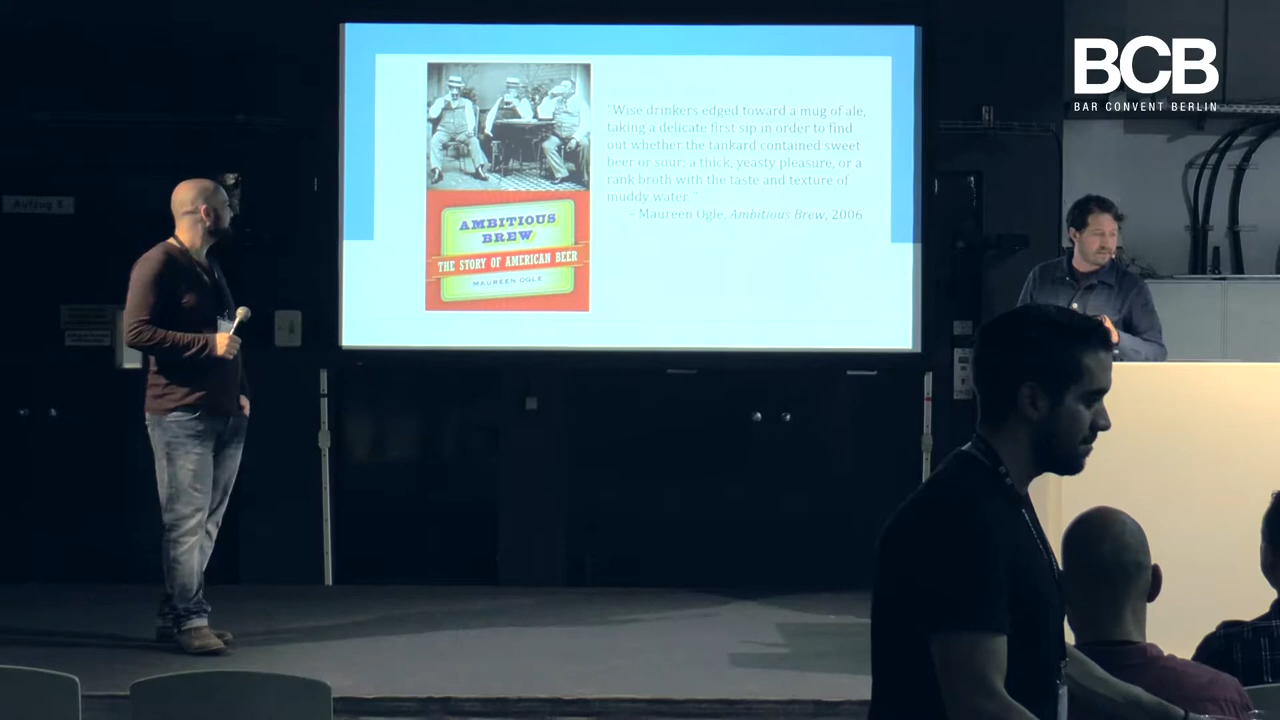 BCB
BAR CONVENT BERLIN
"Wise drinkers edged toward a mug of ale,
taking a delicate first sip in order to find
out whether the tankard contained sweet
beer or sour; a thick, yeasty pleasure, or a
rank broth with the taste and texture of
muddy water."
– Maureen Ogle, Ambitious Brew, 2006
AMBITIOUS
BREW
THE STORY OF AMERICAN BEER
MAUREEN OGLE
Aufzug